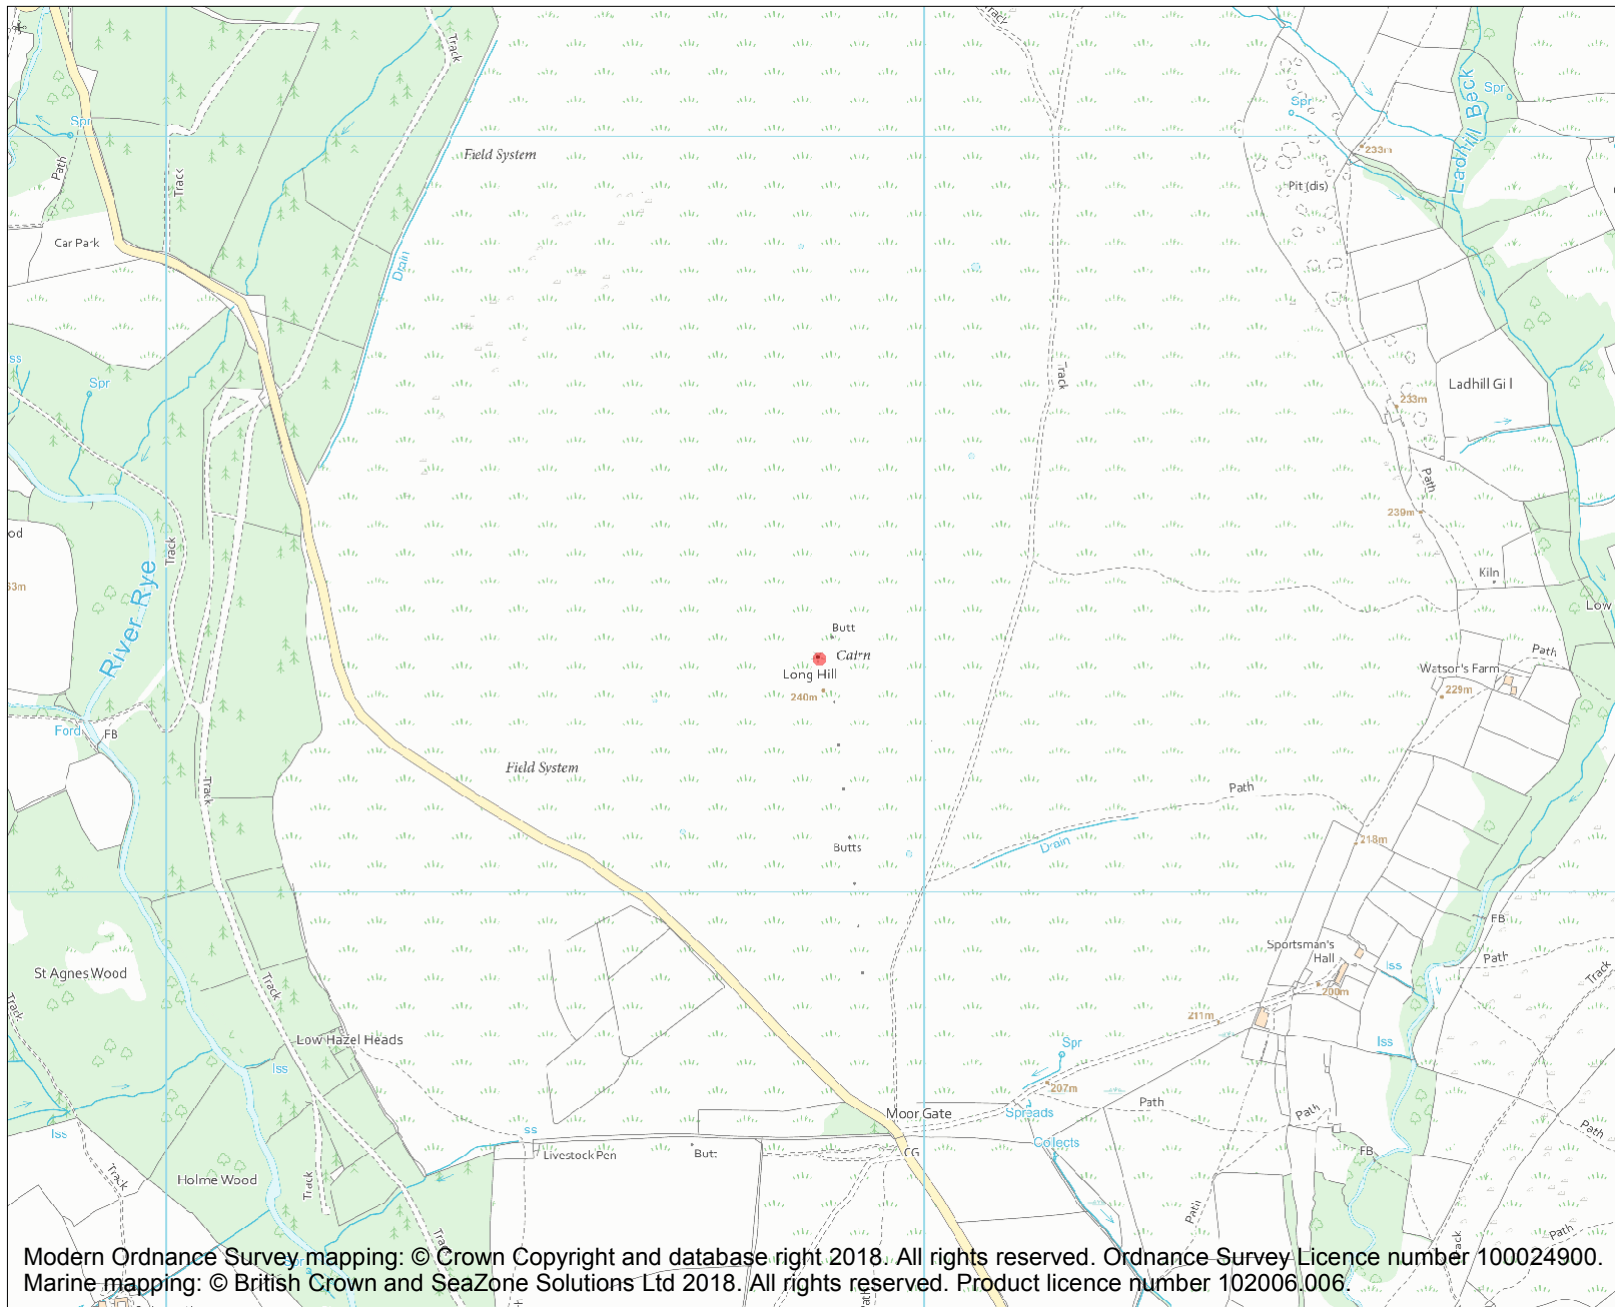 Track
Track
Ladhill Beck
Spr
Spr
Spr
Path
Track
Field System
233m
Pit (dis)
Car Park
Drain
Spr
Track
Ladhill Gill
233m
Path
239m
Track
River Rye
Kiln
Low
Butt
Cairn
Long Hill
240m
Path
Watson's Farm
229m
Ford
FB
Track
Field System
Path
Drain
218m
Butts
FB
Sportsman's
Hall
Path
Iss
Track
St Agnes Wood
Track
Track
200m
211m
Low Hazel Heads
Spr
Iss
Iss
207m
Moor Gate
Spreads
Path
Path
Path
Iss
Collects
Livestock Pen
Butt
CG
FB
Track
Holme Wood
Track
Path
Track
Path
Track
Spr
Modern Ordnance Survey mapping: © Crown Copyright and database right 2018. All rights reserved. Ordnance Survey Licence number 100024900.
Marine mapping: © British Crown and SeaZone Solutions Ltd 2018. All rights reserved. Product licence number 102006.006.